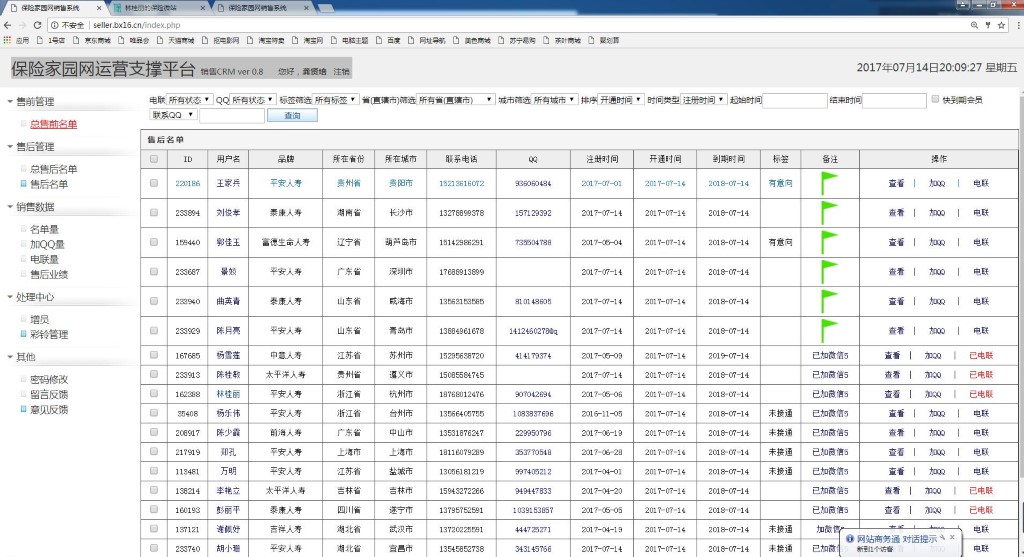 保险家园网销售系统 林桂丽的保险微站 保险家园网销售系统
不安全 seller.bx16.cn/index.php
应用 1号店 京东商城 唯品会 天猫商城 抠电影网 淘宝特卖 淘宝网 电脑主题 百度 网址导航 美色商城 苏宁易购 茶叶商城 聚划算
保险家园网运营支撑平台 销售CRM ver 0.8 您好，龚贤培 注销 2017年07月14日20:09:27 星期五
售前管理
总售前名单
售后管理
总售后名单
售后名单
销售数据
名单量
加QQ量
电联量
售后业绩
处理中心
增员
彩铃管理
其他
密码修改
留言反馈
意见反馈
电联 所有状态 QQ 所有状态 标签筛选 所有标签 省(直辖市)筛选 所有省(直辖市) 城市筛选 所有城市 排序 开通时间 时间类型 注册时间 起始时间 结束时间 快到期会员
联系QQ 查询
售后名单
ID 用户名 品牌 所在省份 所在城市 联系电话 QQ 注册时间 开通时间 到期时间 标签 备注 操作
220186 王家兵 平安人寿 贵州省 贵阳市 15213616072 936060484 2017-07-01 2017-07-14 2018-07-14 有意向 查看 | 加QQ | 电联
233894 刘俊孝 泰康人寿 湖南省 长沙市 13278899378 157129392 2017-07-14 2017-07-14 2018-07-14 查看 | 加QQ | 电联
159440 郭佳玉 富德生命人寿 辽宁省 葫芦岛市 15142986291 735504788 2017-05-04 2017-07-14 2018-07-14 有意向 查看 | 加QQ | 电联
233687 平安人寿 广东省 深圳市 17688913899 2017-07-14 2017-07-14 2018-07-14 查看 | 加QQ | 电联
233940 曲英青 泰康人寿 山东省 威海市 13563153585 810148605 2017-07-14 2017-07-14 2018-07-14 查看 | 加QQ | 电联
233929 陈月亮 平安人寿 山东省 青岛市 13884961678 1412460278@q 2017-07-14 2017-07-14 2018-07-14 查看 | 加QQ | 电联
167685 杨雪莲 中意人寿 江苏省 苏州市 15295638720 414179374 2017-05-09 2017-07-14 2019-07-14 已加微信5 查看 | 加QQ | 已电联
233913 陈桂勤 太平洋人寿 贵州省 遵义市 15085584745 2017-07-14 2017-07-14 2018-07-14 已加微信5 查看 | 加QQ | 已电联
162388 林桂丽 平安人寿 浙江省 杭州市 18768012476 907042694 2017-05-06 2017-07-14 2018-07-14 已加微信5 查看 | 加QQ | 已电联
35408 杨乐伟 平安人寿 浙江省 台州市 13566405755 1083837696 2016-11-05 2017-07-14 2018-07-14 未接通 已加微信5 查看 | 加QQ | 电联
208917 陈少霞 前海人寿 广东省 中山市 13531876247 229950796 2017-06-19 2017-07-14 2018-07-14 未接通 已加微信5 查看 | 加QQ | 电联
217919 郑孔 平安人寿 上海市 上海市 18116079289 353770548 2017-06-28 2017-07-14 2018-07-14 未接通 已加微信5 查看 | 加QQ | 电联
113481 万明 平安人寿 江苏省 盐城市 13056181219 997405212 2017-04-01 2017-07-14 2018-07-14 未接通 已加微信5 查看 | 加QQ | 电联
138214 李艳立 太平洋人寿 吉林省 吉林市 15943272266 949447833 2017-04-20 2017-07-14 2018-07-14 已加微信5 查看 | 加QQ | 已电联
160193 彭丽平 泰康人寿 四川省 遂宁市 13795752591 1039153857 2017-05-05 2017-07-14 2018-07-14 已加微信5 查看 | 加QQ | 已电联
137121 谢佩妤 吉祥人寿 湖北省 武汉市 13720225591 444725271 2017-04-19 2017-07-14 2018-07-14 未接通 加微信
233740 胡小珊 平安人寿 湖北省 宜昌市 13545852738 343145766 2017-07-14 2017-07-14 2018-07-14 未接通 已加微信
网站商务通 对话提示
新到1个访客